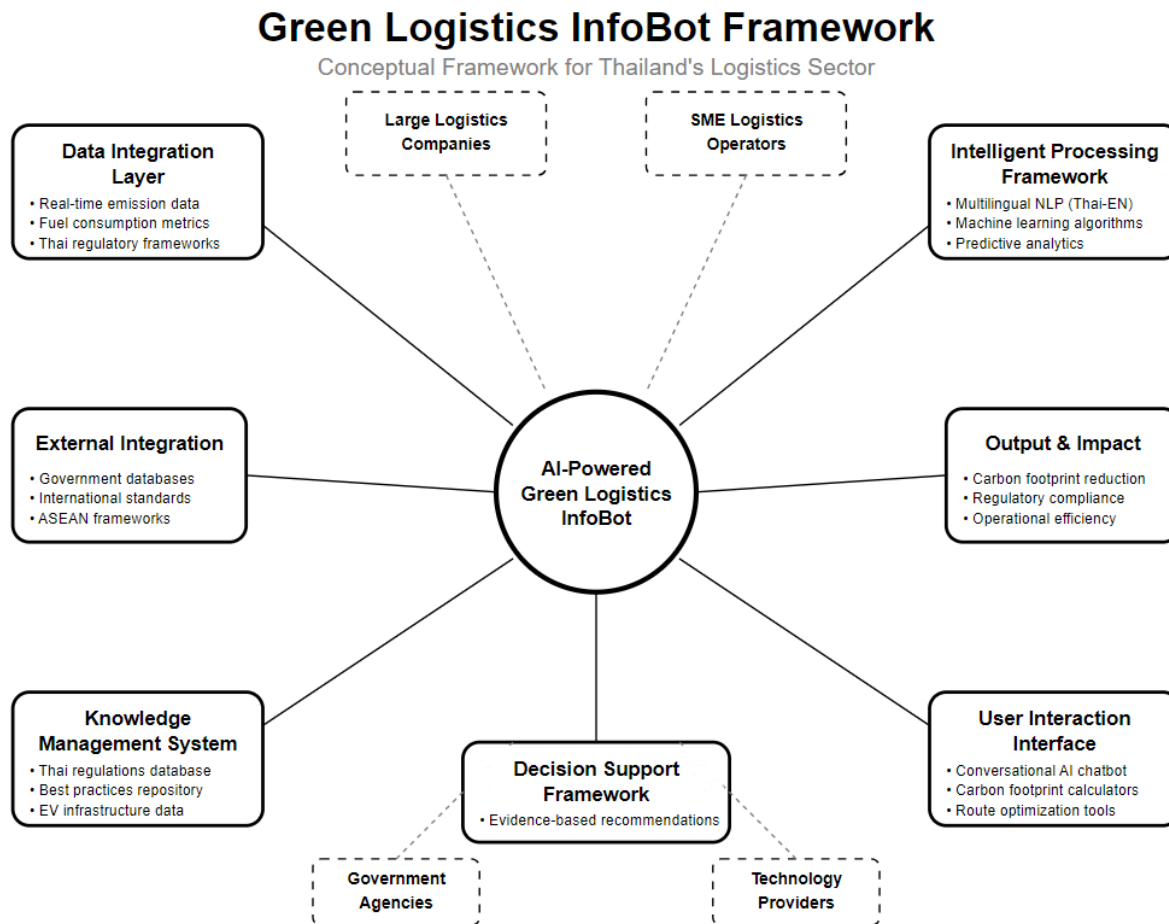 Green Logistics InfoBot Framework
Conceptual Framework for Thailand's Logistics Sector
Large Logistics
Companies
SME Logistics
Operators
Data Integration
Layer
• Real-time emission data
• Fuel consumption metrics
• Thai regulatory frameworks
Intelligent Processing
Framework
• Multilingual NLP (Thai-EN)
• Machine learning algorithms
• Predictive analytics
External Integration
• Government databases
• International standards
• ASEAN frameworks
AI-Powered
Green Logistics
InfoBot
Output & Impact
• Carbon footprint reduction
• Regulatory compliance
• Operational efficiency
Knowledge
Management System
• Thai regulations database
• Best practices repository
• EV infrastructure data
Decision Support
Framework
• Evidence-based recommendations
User Interaction
Interface
• Conversational AI chatbot
• Carbon footprint calculators
• Route optimization tools
Government
Agencies
Technology
Providers